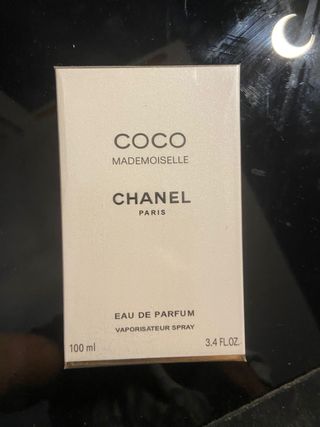 COCO
MADEMOISELLE
CHANEL
PARIS
EAU DE PARFUM
VAPORISATEUR SPRAY
100 ml 3.4 FL.OZ.